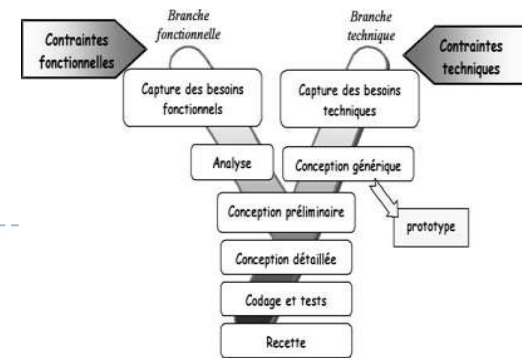 Branche
fonctionnelle
Branche
technique
Contraintes
fonctionnelles
Contraintes
techniques
Capture des besoins
fonctionnels
Capture des besoins
techniques
Analyse
Conception générique
Conception préliminaire
prototype
Conception détaillée
Codage et tests
Recette